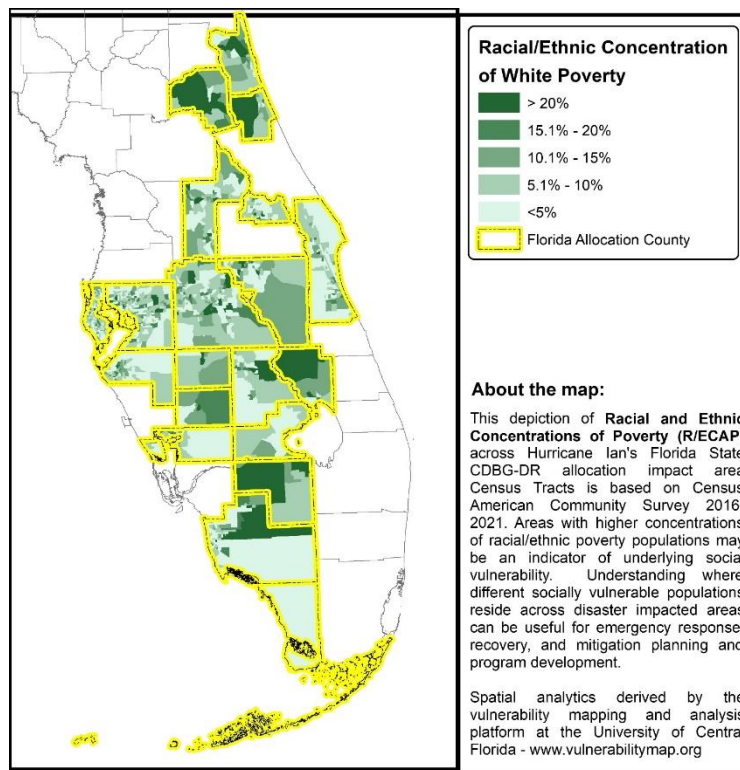 Racial/Ethnic Concentration
of White Poverty
> 20%
15.1% - 20%
10.1% - 15%
5.1% - 10%
<5%
Florida Allocation County
About the map:
This depiction of Racial and Ethnic
Concentrations of Poverty (R/ECAP
across Hurricane Ian's Florida State
CDBG-DR allocation impact area
Census Tracts is based on Census
American Community Survey 2016
2021. Areas with higher concentrations
of racial/ethnic poverty populations may
be an indicator of underlying social
vulnerability. Understanding where
different socially vulnerable populations
reside across disaster impacted areas
can be useful for emergency response
recovery, and mitigation planning and
program development.
Spatial analytics derived by the
vulnerability mapping and analysis
platform at the University of Central
Florida - www.vulnerabilitymap.org